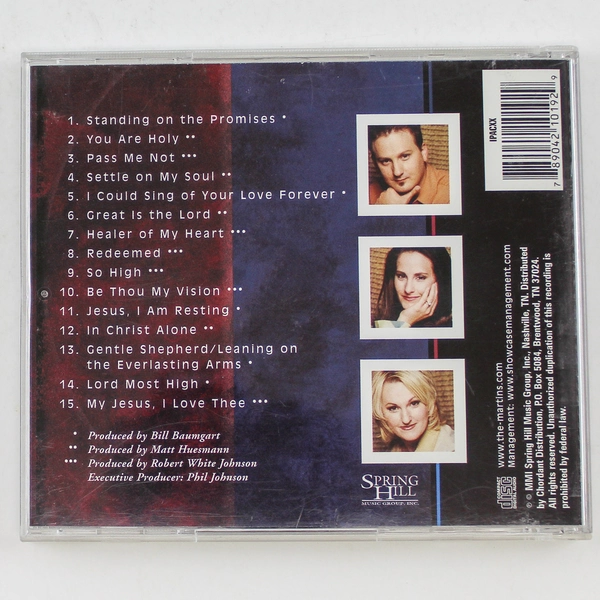 1. Standing on the Promises *
2. You Are Holy **
3. Pass Me Not ***
4. Settle on My Soul **
5. I Could Sing of Your Love Forever *
6. Great Is the Lord **
7. Healer of My Heart ***
8. Redeemed ***
9. So High ***
10. Be Thou My Vision ***
11. Jesus, I Am Resting *
12. In Christ Alone **
13. Gentle Shepherd/Leaning on
the Everlasting Arms *
14. Lord Most High *
15. My Jesus, I Love Thee ***
* Produced by Bill Baumgart
** Produced by Matt Huesmann
*** Produced by Robert White Johnson
Executive Producer: Phil Johnson
SPRING
HILL
MUSIC GROUP, INC.
IPACXX
7 89042 10192 9
www.the-martins.com
Management: www.showcasemanagement.com
COMPACT
disc
DIGITAL AUDIO
℗ © MMI Spring Hill Music Group, Inc., Nashville, TN. Distributed
by Chordant Distribution, P.O. Box 5084, Brentwood, TN 37024.
All rights reserved. Unauthorized duplication of this recording is
prohibited by federal law.